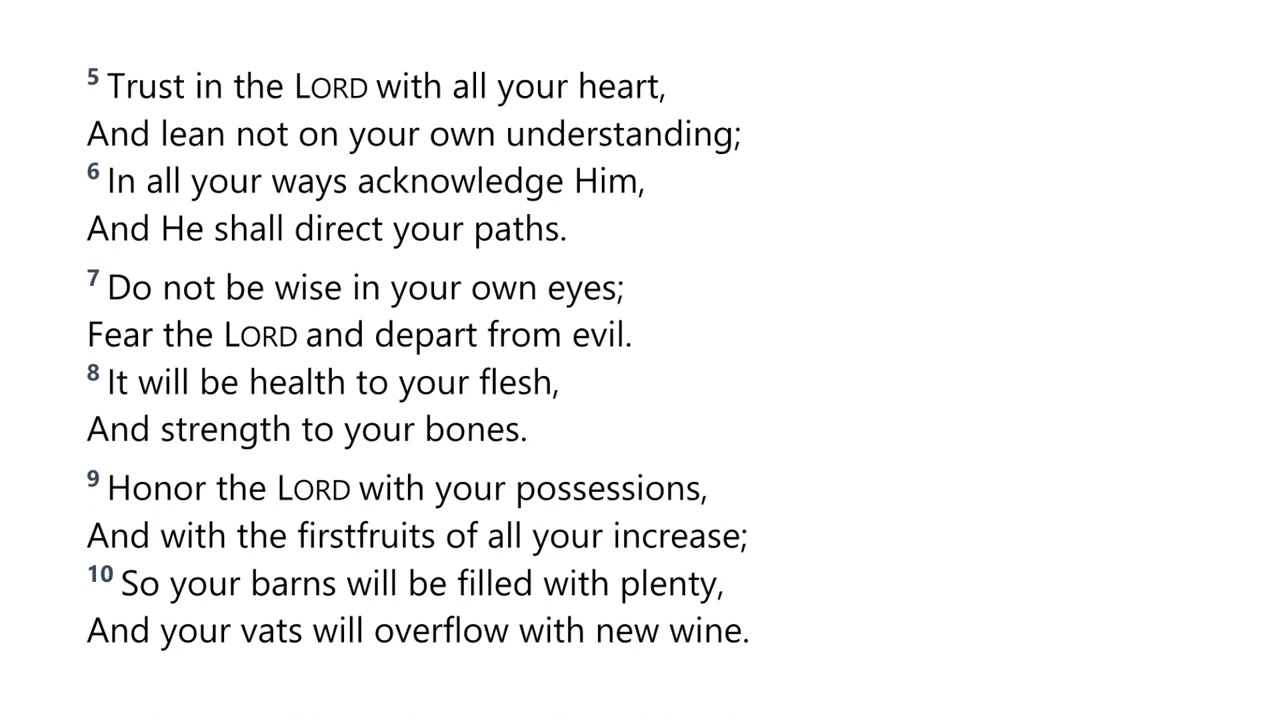 5 Trust in the LORD with all your heart,
And lean not on your own understanding;
6 In all your ways acknowledge Him,
And He shall direct your paths.
7 Do not be wise in your own eyes;
Fear the LORD and depart from evil.
8 It will be health to your flesh,
And strength to your bones.
9 Honor the LORD with your possessions,
And with the firstfruits of all your increase;
10 So your barns will be filled with plenty,
And your vats will overflow with new wine.